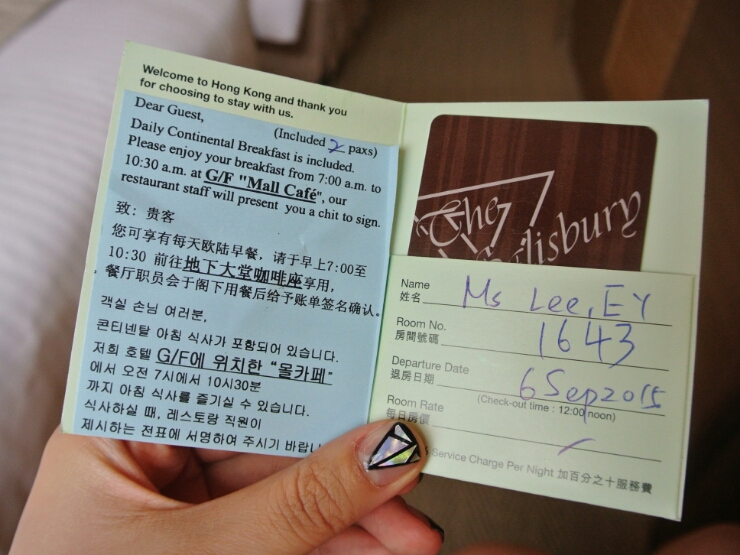 Welcome to Hong Kong and thank you
for choosing to stay with us.
Dear Guest,
(Included 2 paxs)
Daily Continental Breakfast is included.
Please enjoy your breakfast from 7:00 a.m. to
10:30 a.m. at G/F "Mall Café", our
restaurant staff will present you a chit to sign.
致: 贵客
您可享有每天欧陆早餐，请于早上7:00至
10:30 前往地下大堂咖啡座享用，
餐厅职员会于阁下用餐后给予账单签名确认。
객실 손님 여러분,
콘티넨탈 아침 식사가 포함되어 있습니다.
저희 호텔 G/F에 위치한 "몰카페"
에서 오전 7시에서 10시30분
까지 아침 식사를 즐기실 수 있습니다.
식사하실 때, 레스토랑 직원이
제시하는 전표에 서명하여 주시기 바랍니
The
Salisbury
Name Ms Lee, EY
姓名
Room No. 1643
房間號碼
Departure Date 6 Sep 2015
退房日期 (Check-out time : 12:00 noon)
Room Rate
每日房價
Service Charge Per Night 加百分之十服務費